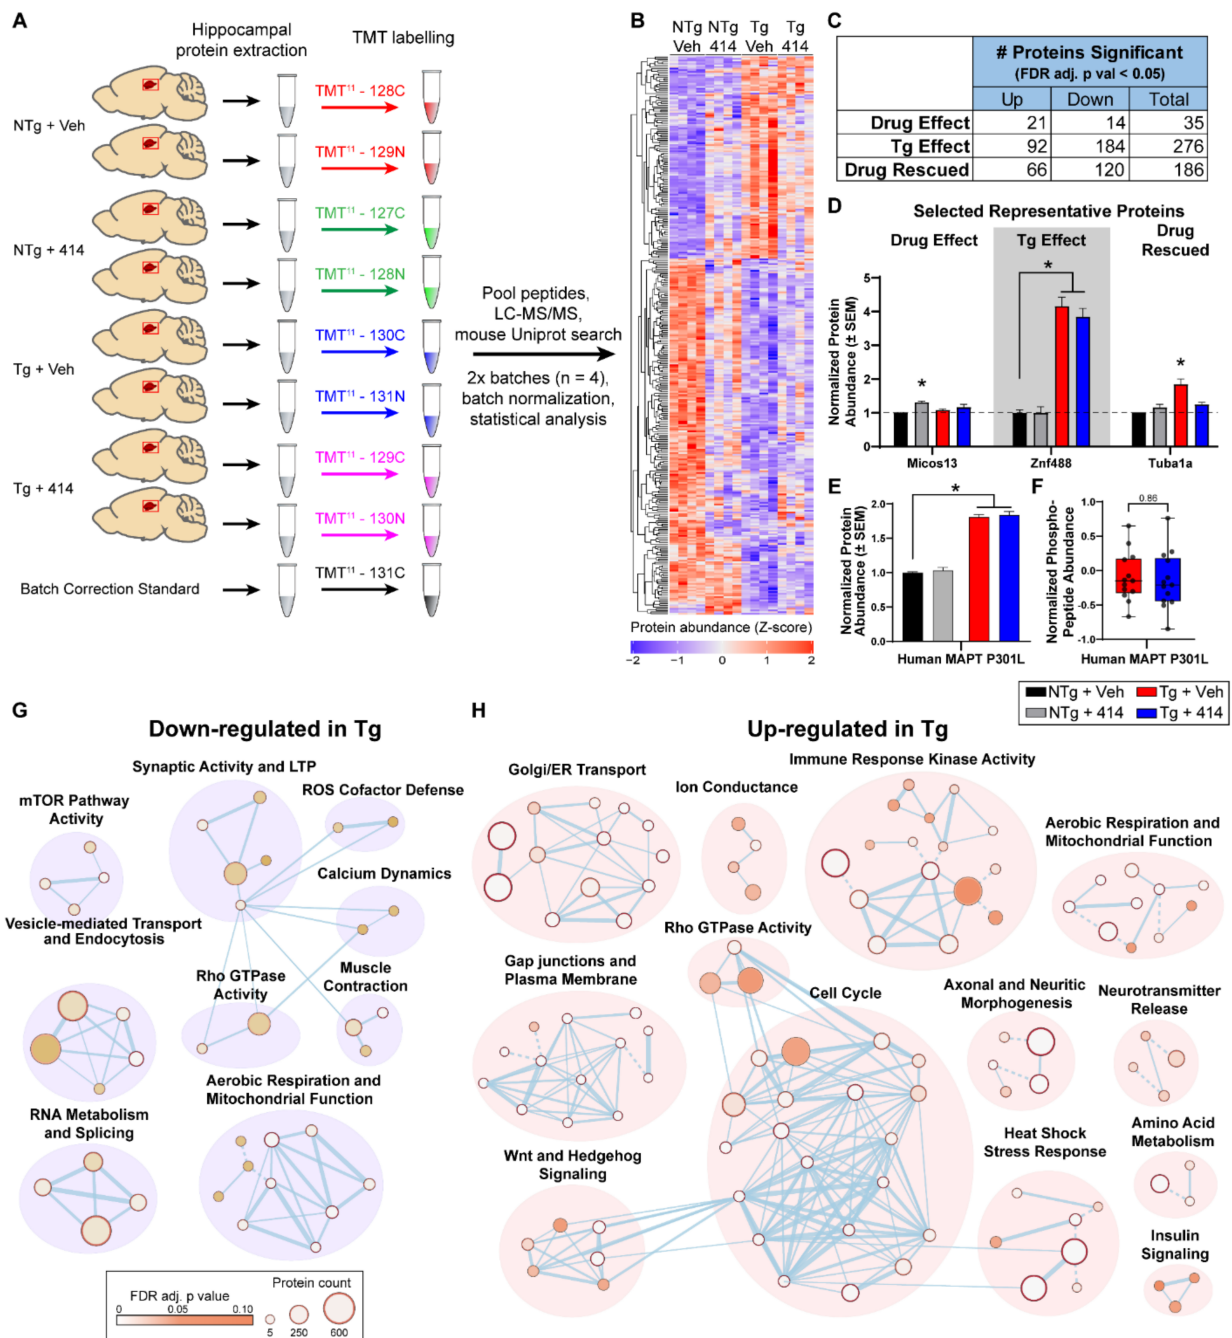 A
Hippocampal
protein extraction
TMT labelling
NTg + Veh
TMT¹¹ - 128C
TMT¹¹ - 129N
NTg + 414
TMT¹¹ - 127C
TMT¹¹ - 128N
Tg + Veh
TMT¹¹ - 130C
TMT¹¹ - 131N
Tg + 414
TMT¹¹ - 129C
TMT¹¹ - 130N
Batch Correction Standard
TMT¹¹ - 131C
Pool peptides,
LC-MS/MS,
mouse Uniprot search
2x batches (n = 4),
batch normalization,
statistical analysis
B
NTg NTg Tg Tg
Veh 414 Veh 414
Protein abundance (Z-score)
−2 −1 0 1 2
C
# Proteins Significant
(FDR adj. p val < 0.05)
Up Down Total
Drug Effect 21 14 35
Tg Effect 92 184 276
Drug Rescued 66 120 186
D
Selected Representative Proteins
Drug Effect
Tg Effect
Drug
Rescued
Normalized Protein
Abundance (± SEM)
5
4
3
2
1
0
*
*
*
Micos13 Znf488 Tuba1a
E
Normalized Protein
Abundance (± SEM)
2.0
1.5
1.0
0.5
0.0
*
Human MAPT P301L
F
Normalized Phospho-
Peptide Abundance
1.0
0.5
0.0
-0.5
-1.0
0.86
Human MAPT P301L
NTg + Veh Tg + Veh
NTg + 414 Tg + 414
G
Down-regulated in Tg
Synaptic Activity and LTP
mTOR Pathway
Activity
ROS Cofactor Defense
Calcium Dynamics
Vesicle-mediated Transport
and Endocytosis
Rho GTPase
Activity
Muscle
Contraction
RNA Metabolism
and Splicing
Aerobic Respiration and
Mitochondrial Function
FDR adj. p value
0 0.05 0.10
Protein count
5 250 600
H
Up-regulated in Tg
Golgi/ER Transport
Ion Conductance
Immune Response Kinase Activity
Aerobic Respiration and
Mitochondrial Function
Rho GTPase Activity
Gap junctions and
Plasma Membrane
Cell Cycle
Axonal and Neuritic
Morphogenesis
Neurotransmitter
Release
Wnt and Hedgehog
Signaling
Heat Shock
Stress Response
Amino Acid
Metabolism
Insulin
Signaling